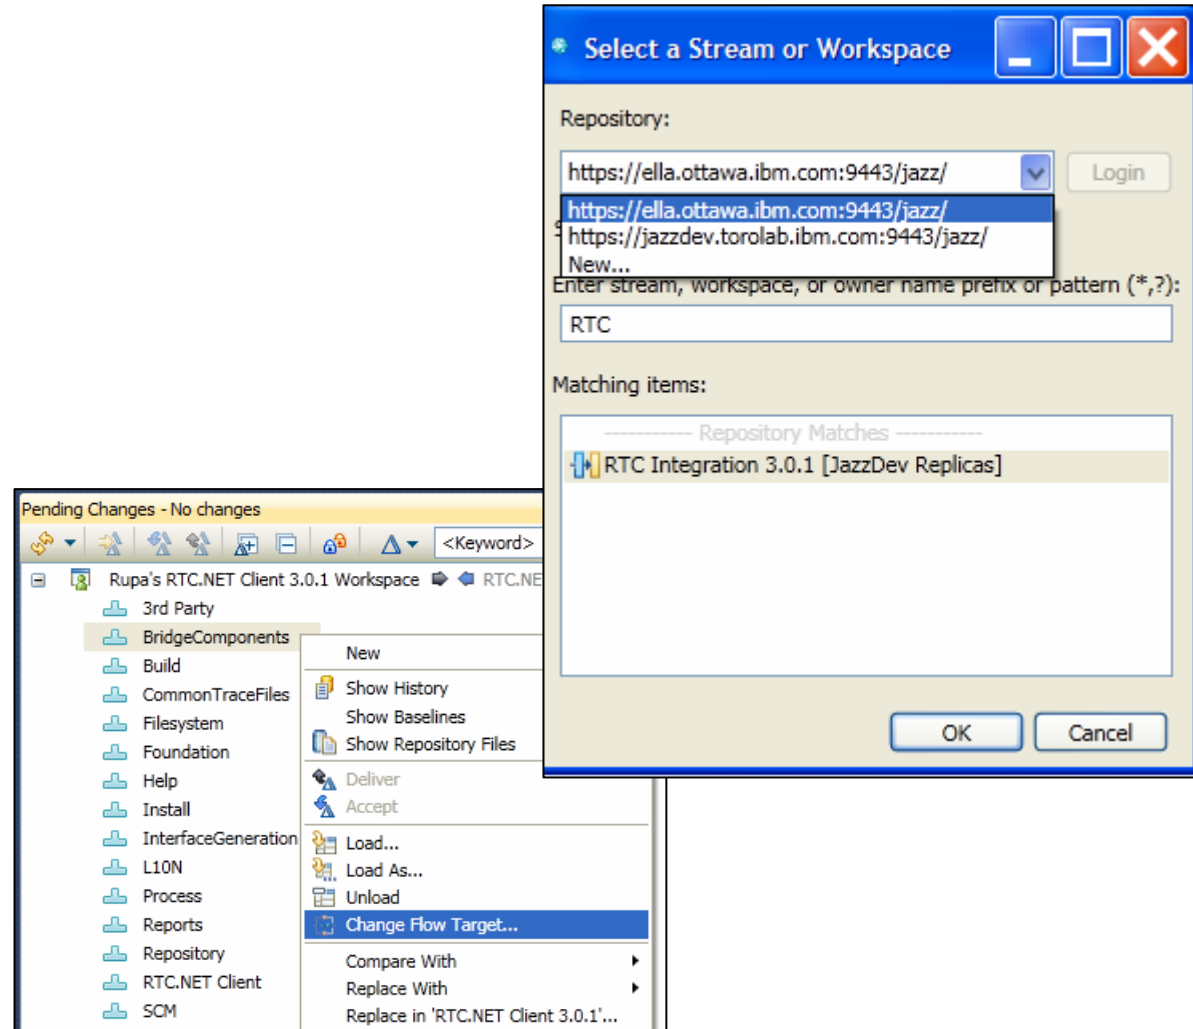 Select a Stream or Workspace
Repository:
https://ella.ottawa.ibm.com:9443/jazz/
Login
https://ella.ottawa.ibm.com:9443/jazz/
https://jazzdev.torolab.ibm.com:9443/jazz/
New...
Enter stream, workspace, or owner name prefix or pattern (*,?):
RTC
Matching items:
----------- Repository Matches -----------
RTC Integration 3.0.1 [JazzDev Replicas]
OK
Cancel
Pending Changes - No changes
<Keyword>
Rupa's RTC.NET Client 3.0.1 Workspace
RTC.NE
3rd Party
BridgeComponents
Build
CommonTraceFiles
Filesystem
Foundation
Help
Install
InterfaceGeneration
L10N
Process
Reports
Repository
RTC.NET Client
SCM
New
Show History
Show Baselines
Show Repository Files
Deliver
Accept
Load...
Load As...
Unload
Change Flow Target...
Compare With
Replace With
Replace in 'RTC.NET Client 3.0.1'...